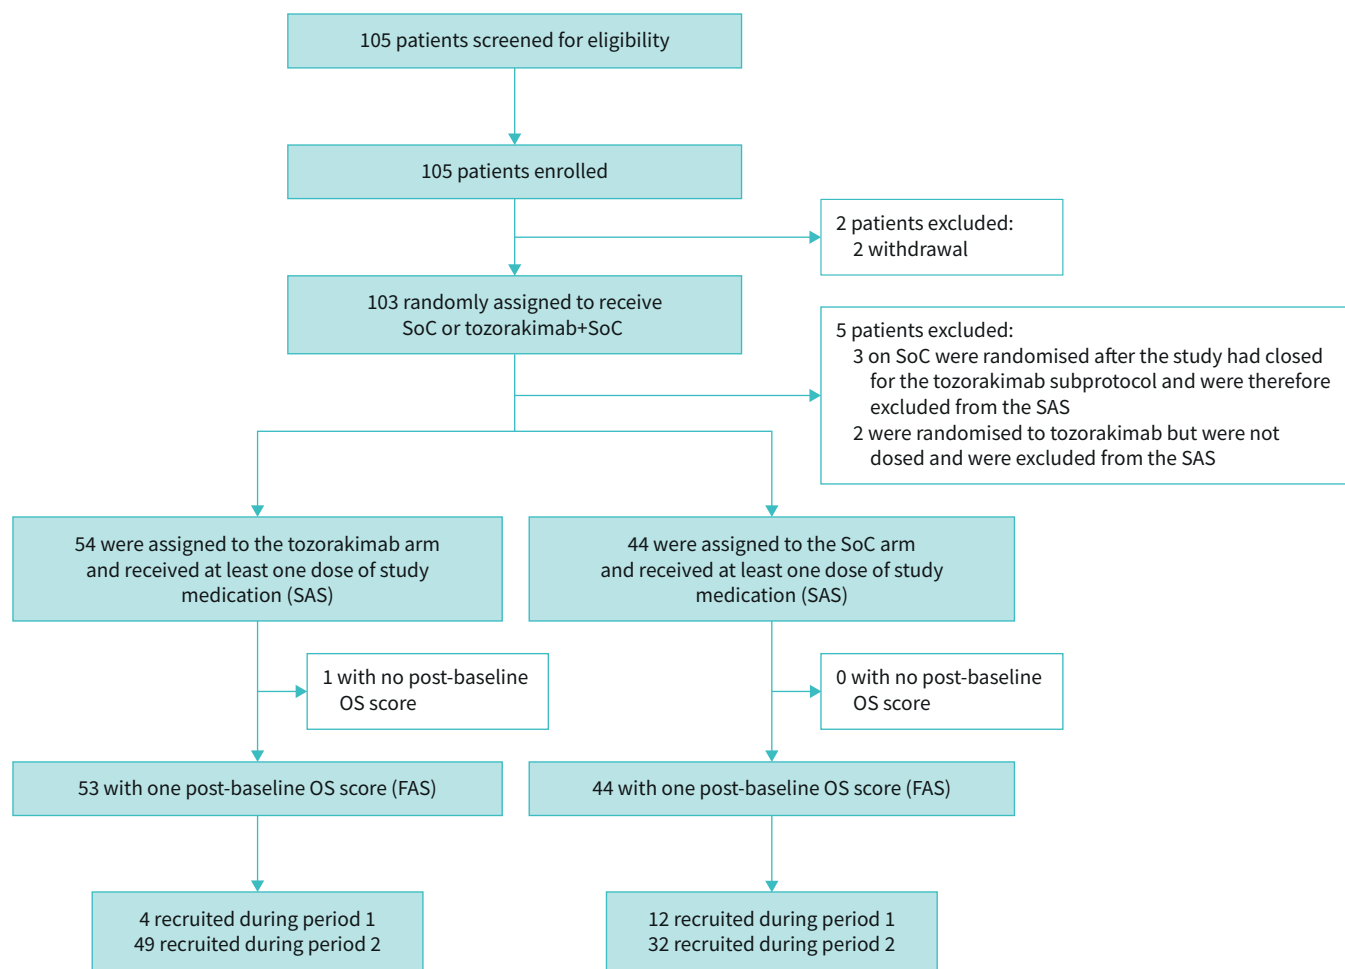 105 patients screened for eligibility
105 patients enrolled
2 patients excluded:
2 withdrawal
103 randomly assigned to receive
SoC or tozorakimab+SoC
5 patients excluded:
3 on SoC were randomised after the study had closed
for the tozorakimab subprotocol and were therefore
excluded from the SAS
2 were randomised to tozorakimab but were not
dosed and were excluded from the SAS
54 were assigned to the tozorakimab arm
and received at least one dose of study
medication (SAS)
44 were assigned to the SoC arm
and received at least one dose of study
medication (SAS)
1 with no post-baseline
OS score
0 with no post-baseline
OS score
53 with one post-baseline OS score (FAS)
44 with one post-baseline OS score (FAS)
4 recruited during period 1
49 recruited during period 2
12 recruited during period 1
32 recruited during period 2